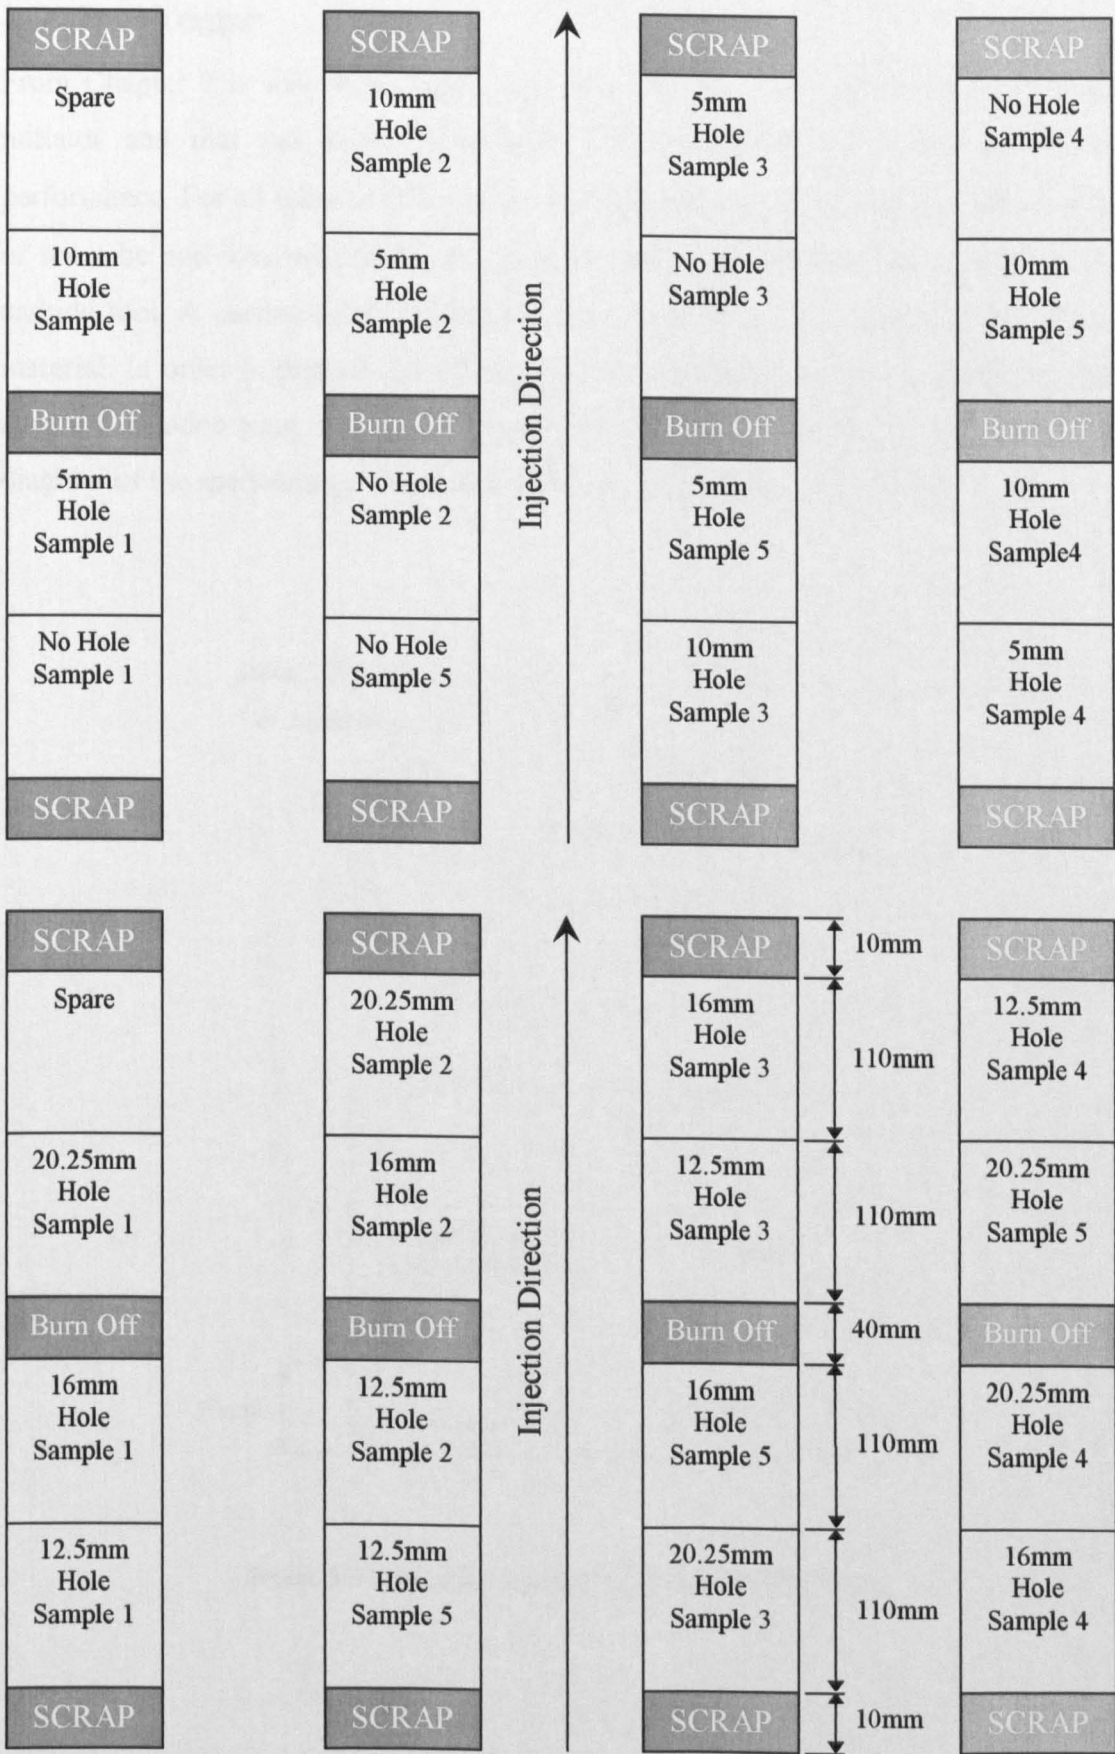 SCRAP
Spare
10mm
Hole
Sample 1
Burn Off
5mm
Hole
Sample 1
No Hole
Sample 1
SCRAP
SCRAP
10mm
Hole
Sample 2
5mm
Hole
Sample 2
Burn Off
No Hole
Sample 2
No Hole
Sample 5
SCRAP
Injection Direction
SCRAP
5mm
Hole
Sample 3
No Hole
Sample 3
Burn Off
5mm
Hole
Sample 5
10mm
Hole
Sample 3
SCRAP
SCRAP
No Hole
Sample 4
10mm
Hole
Sample 5
Burn Off
10mm
Hole
Sample4
5mm
Hole
Sample 4
SCRAP
SCRAP
Spare
20.25mm
Hole
Sample 1
Burn Off
16mm
Hole
Sample 1
12.5mm
Hole
Sample 1
SCRAP
SCRAP
20.25mm
Hole
Sample 2
16mm
Hole
Sample 2
Burn Off
12.5mm
Hole
Sample 2
12.5mm
Hole
Sample 5
SCRAP
Injection Direction
SCRAP
16mm
Hole
Sample 3
12.5mm
Hole
Sample 3
Burn Off
16mm
Hole
Sample 5
20.25mm
Hole
Sample 3
SCRAP
10mm
110mm
110mm
40mm
110mm
110mm
10mm
SCRAP
12.5mm
Hole
Sample 4
20.25mm
Hole
Sample 5
Burn Off
20.25mm
Hole
Sample 4
16mm
Hole
Sample 4
SCRAP